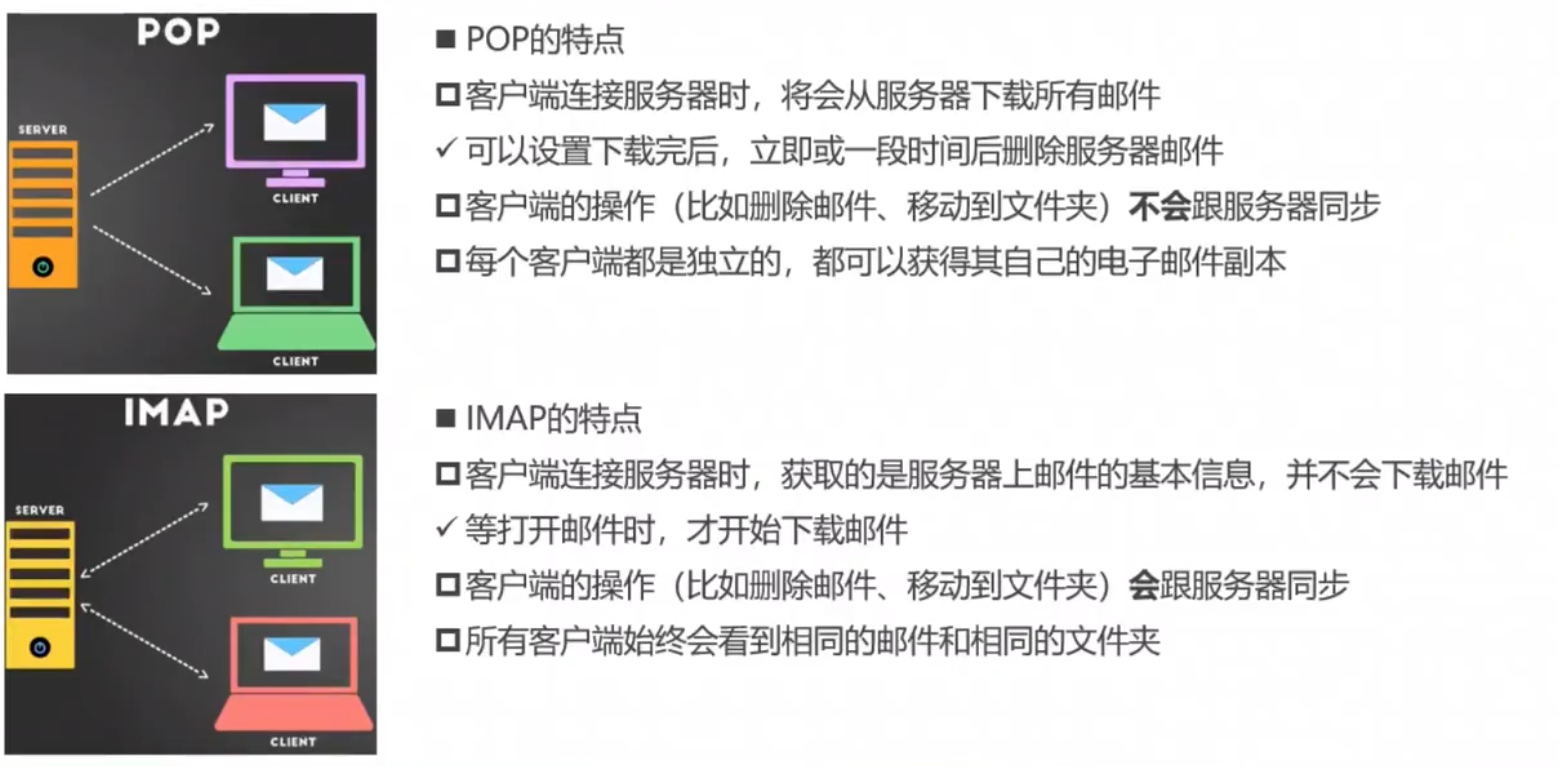 POP
SERVER
CLIENT
CLIENT
■ POP的特点
客户端连接服务器时，将会从服务器下载所有邮件
✓ 可以设置下载完后，立即或一段时间后删除服务器邮件
客户端的操作（比如删除邮件、移动到文件夹）不会跟服务器同步
每个客户端都是独立的，都可以获得其自己的电子邮件副本
IMAP
SERVER
CLIENT
CLIENT
■ IMAP的特点
客户端连接服务器时，获取的是服务器上邮件的基本信息，并不会下载邮件
✓ 等打开邮件时，才开始下载邮件
客户端的操作（比如删除邮件、移动到文件夹）会跟服务器同步
所有客户端始终会看到相同的邮件和相同的文件夹